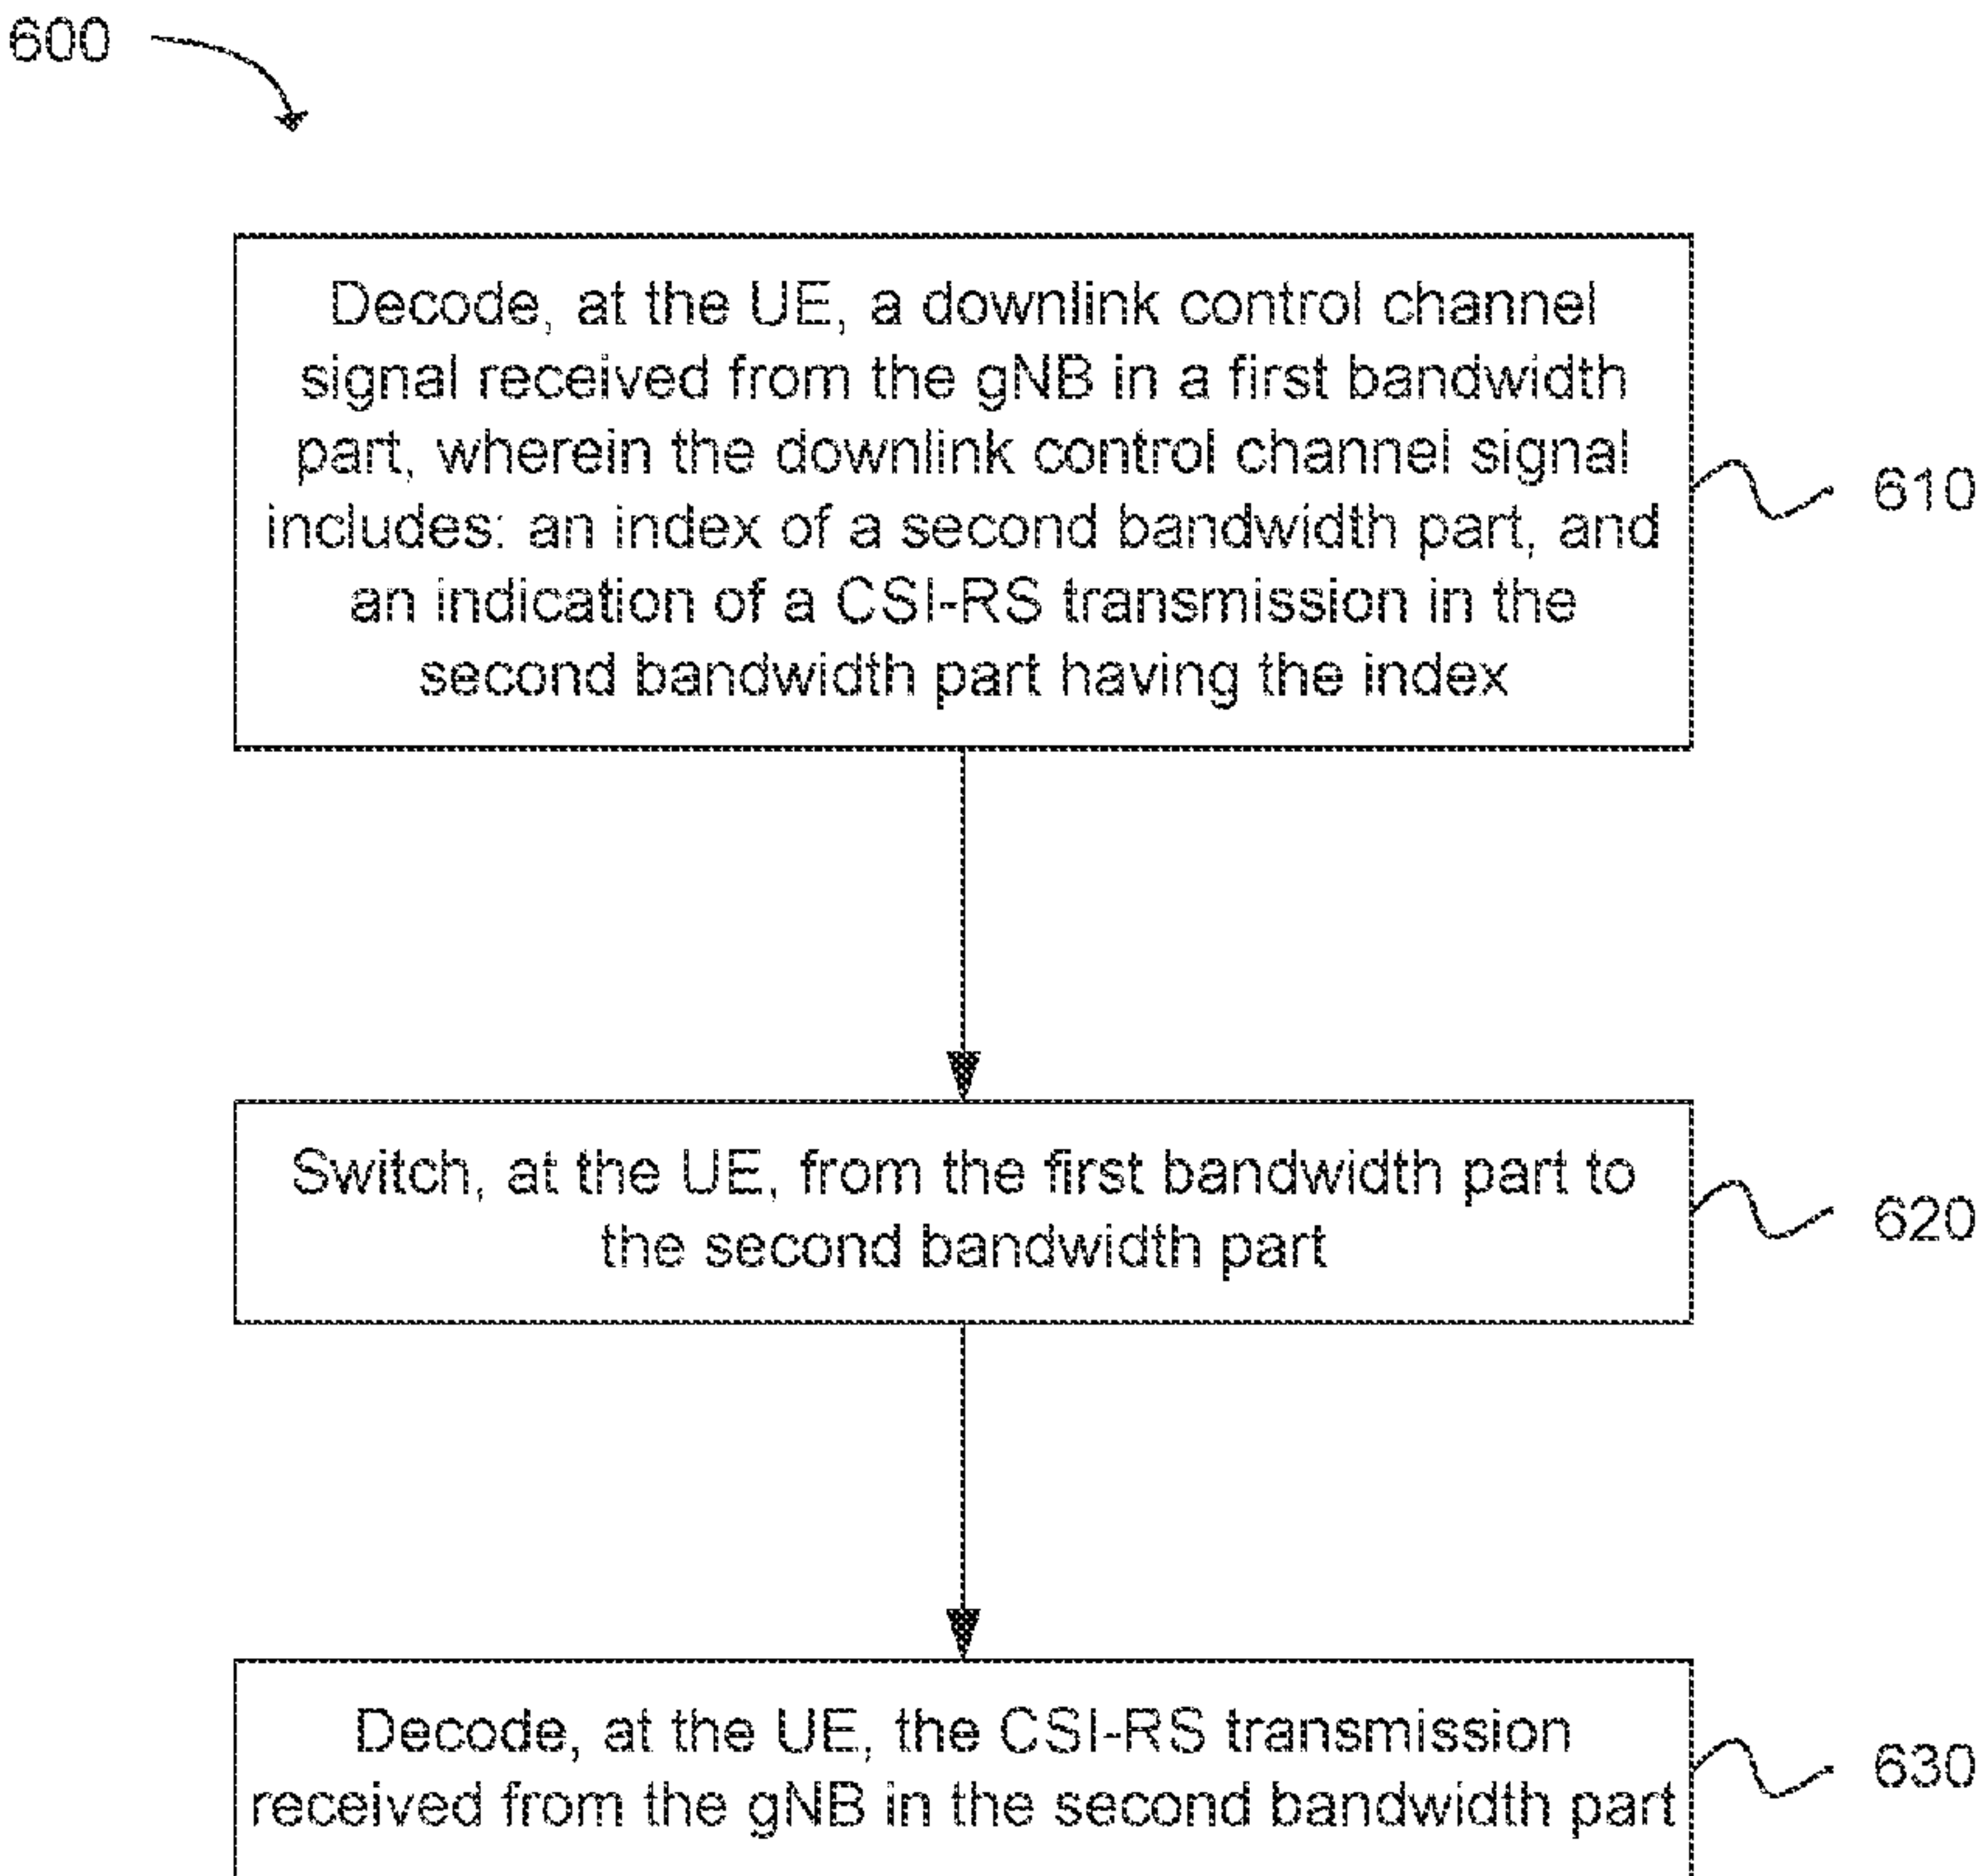 600
Decode, at the UE, a downlink control channel
signal received from the gNB in a first bandwidth
part, wherein the downlink control channel signal
includes: an index of a second bandwidth part, and
an indication of a CSI-RS transmission in the
second bandwidth part having the index
610
Switch, at the UE, from the first bandwidth part to
the second bandwidth part
620
Decode, at the UE, the CSI-RS transmission
received from the gNB in the second bandwidth part
630